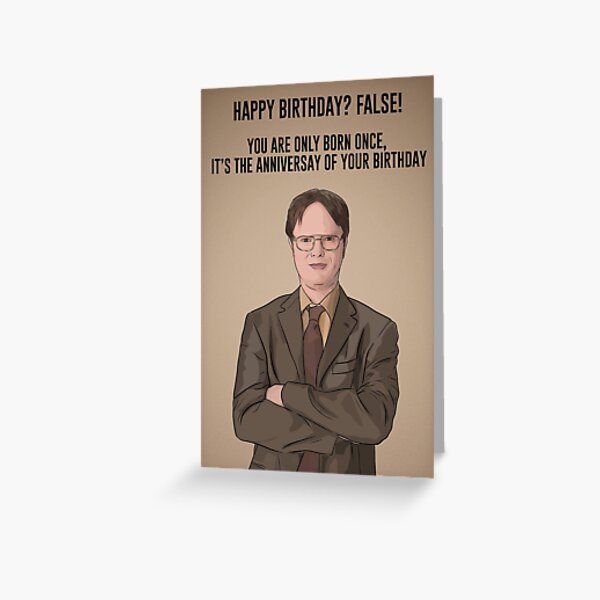 HAPPY BIRTHDAY? FALSE!
YOU ARE ONLY BORN ONCE,
IT'S THE ANNIVERSAY OF YOUR BIRTHDAY